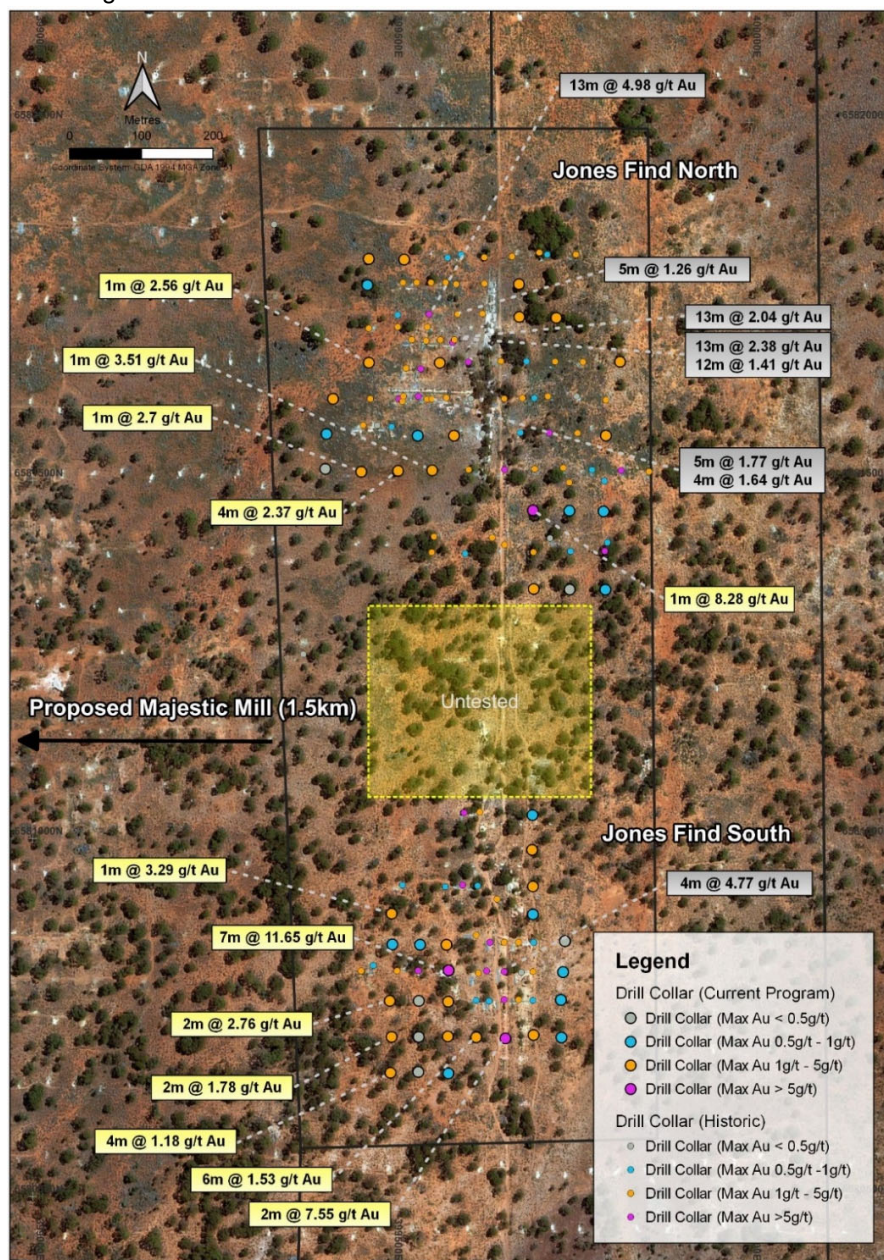 N
Metres
0 100 200
Coordinate System: GDA 1994 MGA Zone 51
6582000N
13m @ 4.98 g/t Au
Jones Find North
5m @ 1.26 g/t Au
1m @ 2.56 g/t Au
13m @ 2.04 g/t Au
13m @ 2.38 g/t Au
12m @ 1.41 g/t Au
1m @ 3.51 g/t Au
1m @ 2.7 g/t Au
5m @ 1.77 g/t Au
4m @ 1.64 g/t Au
4m @ 2.37 g/t Au
1m @ 8.28 g/t Au
Untested
Proposed Majestic Mill (1.5km)
Jones Find South
1m @ 3.29 g/t Au
4m @ 4.77 g/t Au
7m @ 11.65 g/t Au
2m @ 2.76 g/t Au
2m @ 1.78 g/t Au
4m @ 1.18 g/t Au
6m @ 1.53 g/t Au
2m @ 7.55 g/t Au
Legend
Drill Collar (Current Program)
Drill Collar (Max Au < 0.5g/t)
Drill Collar (Max Au 0.5g/t - 1g/t)
Drill Collar (Max Au 1g/t - 5g/t)
Drill Collar (Max Au > 5g/t)
Drill Collar (Historic)
Drill Collar (Max Au < 0.5g/t)
Drill Collar (Max Au 0.5g/t -1g/t)
Drill Collar (Max Au 1g/t - 5g/t)
Drill Collar (Max Au >5g/t)